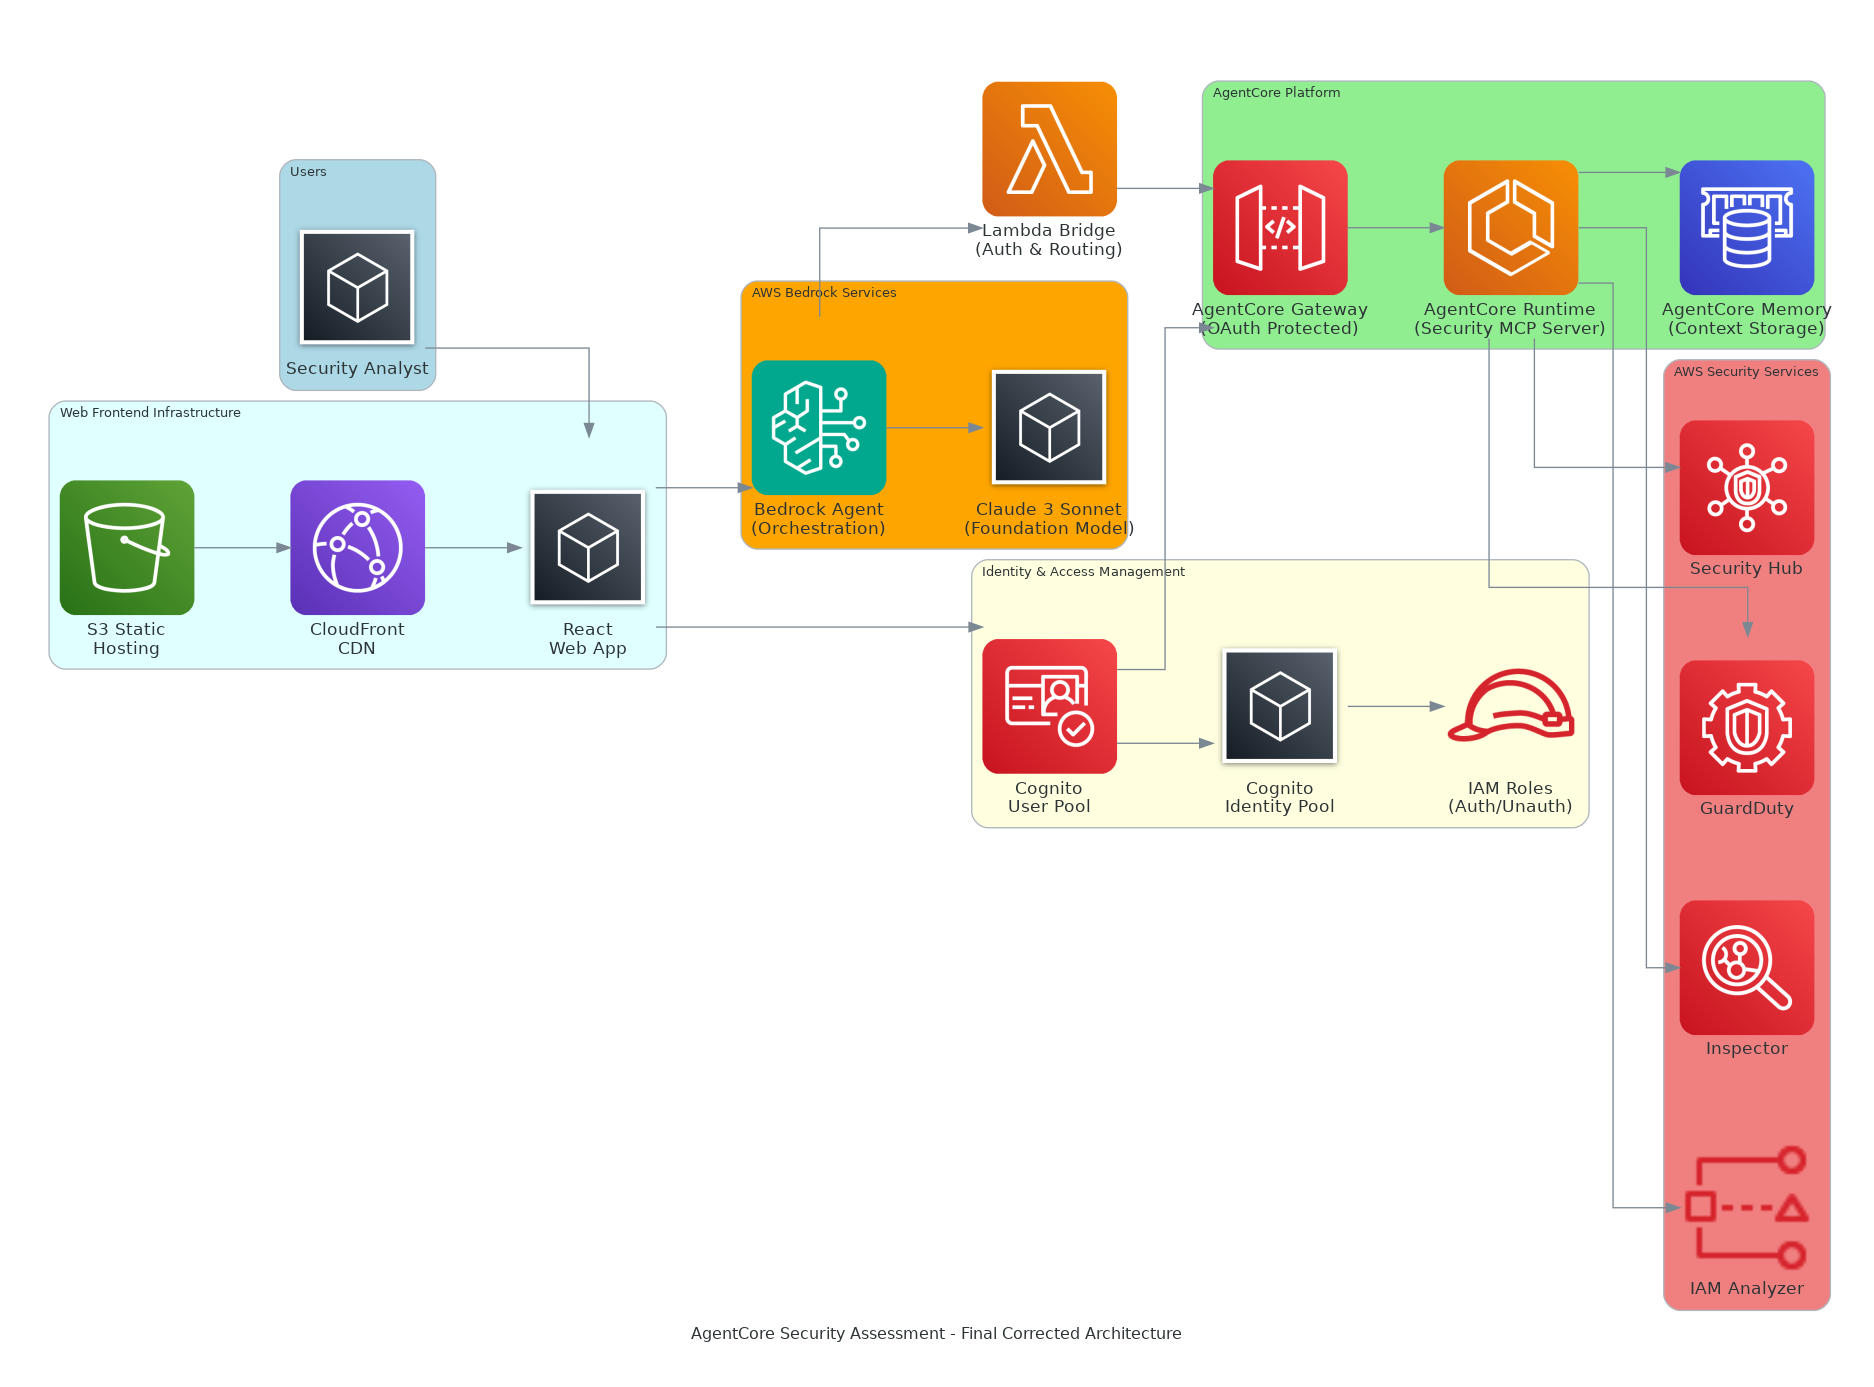 Users
Security Analyst
Web Frontend Infrastructure
S3 Static
Hosting
CloudFront
CDN
React
Web App
Lambda Bridge
(Auth & Routing)
AWS Bedrock Services
Bedrock Agent
(Orchestration)
Claude 3 Sonnet
(Foundation Model)
AgentCore Platform
AgentCore Gateway
(OAuth Protected)
AgentCore Runtime
(Security MCP Server)
AgentCore Memory
(Context Storage)
Identity & Access Management
Cognito
User Pool
Cognito
Identity Pool
IAM Roles
(Auth/Unauth)
AWS Security Services
Security Hub
GuardDuty
Inspector
IAM Analyzer
AgentCore Security Assessment - Final Corrected Architecture